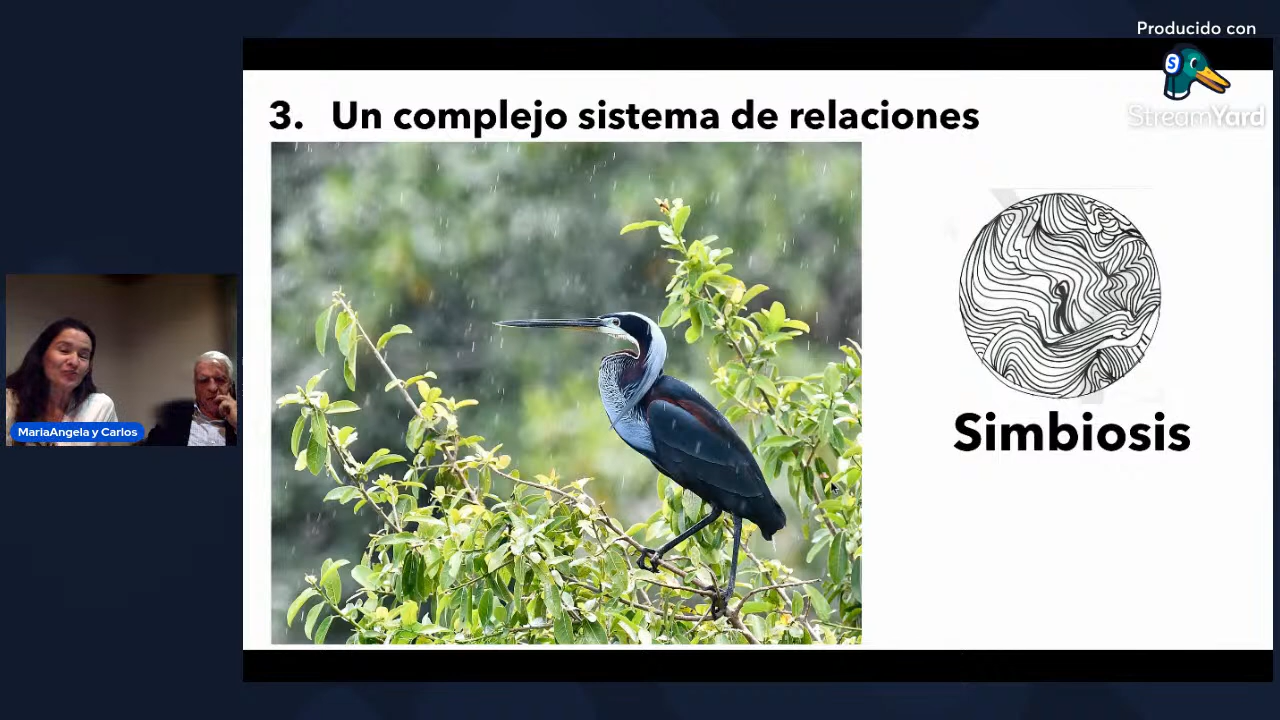 Producido con
S
StreamYard
3. Un complejo sistema de relaciones
Simbiosis
MariaAngela y Carlos